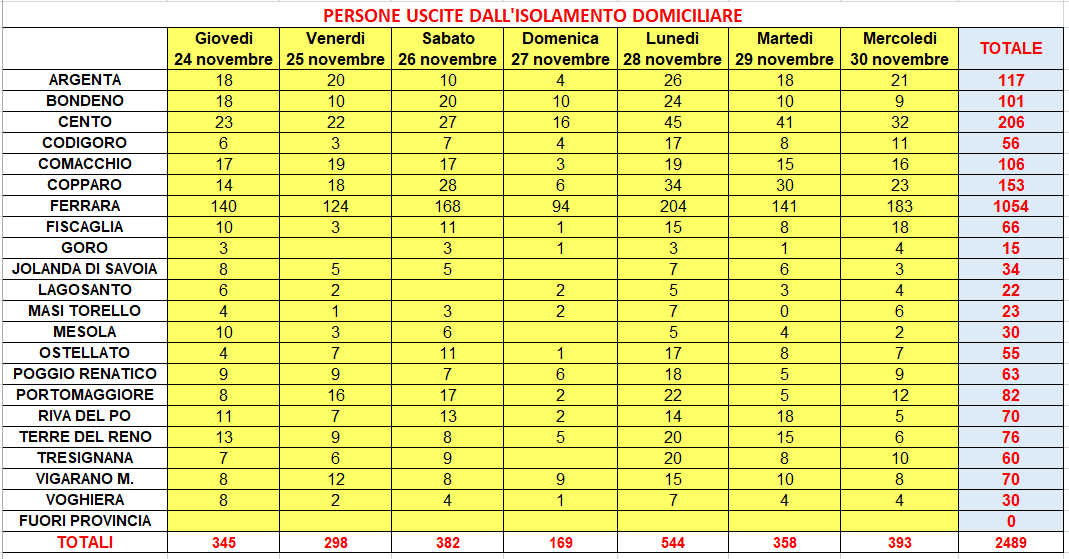 PERSONE USCITE DALL'ISOLAMENTO DOMICILIARE
Giovedì Venerdì Sabato Domenica Lunedì Martedì Mercoledì TOTALE
24 novembre 25 novembre 26 novembre 27 novembre 28 novembre 29 novembre 30 novembre
ARGENTA 18 20 10 4 26 18 21 117
BONDENO 18 10 20 10 24 10 9 101
CENTO 23 22 27 16 45 41 32 206
CODIGORO 6 3 7 4 17 8 11 56
COMACCHIO 17 19 17 3 19 15 16 106
COPPARO 14 18 28 6 34 30 23 153
FERRARA 140 124 168 94 204 141 183 1054
FISCAGLIA 10 3 11 1 15 8 18 66
GORO 3 3 1 3 1 4 15
JOLANDA DI SAVOIA 8 5 5 7 6 3 34
LAGOSANTO 6 2 2 5 3 4 22
MASI TORELLO 4 1 3 2 7 0 6 23
MESOLA 10 3 6 5 4 2 30
OSTELLATO 4 7 11 1 17 8 7 55
POGGIO RENATICO 9 9 7 6 18 5 9 63
PORTOMAGGIORE 8 16 17 2 22 5 12 82
RIVA DEL PO 11 7 13 2 14 18 5 70
TERRE DEL RENO 13 9 8 5 20 15 6 76
TRESIGNANA 7 6 9 20 8 10 60
VIGARANO M. 8 12 8 9 15 10 8 70
VOGHIERA 8 2 4 1 7 4 4 30
FUORI PROVINCIA 0
TOTALI 345 298 382 169 544 358 393 2489